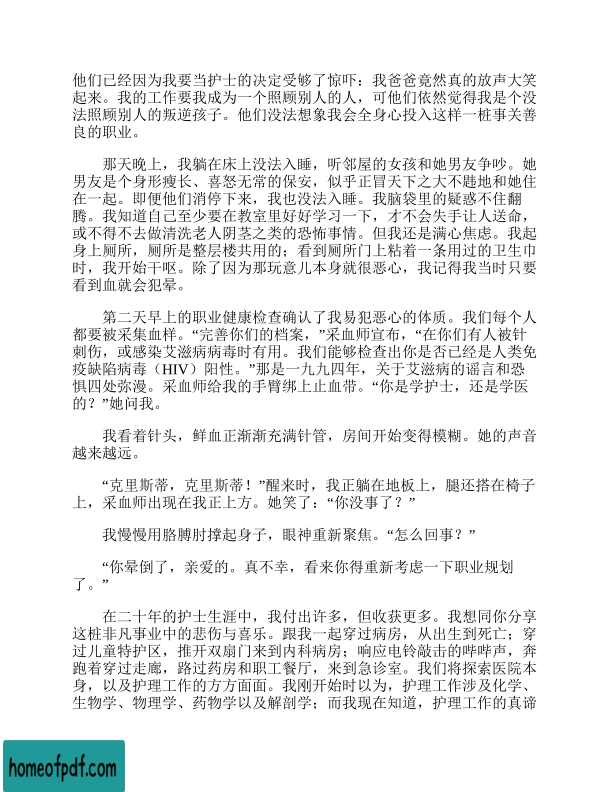 他们已经因为我要当护士的决定受够了惊吓：我爸爸竟然真的放声大笑
起来。我的工作要我成为一个照顾别人的人，可他们依然觉得我是个没
法照顾别人的叛逆孩子。他们没法想象我会全身心投入这样一桩事关善
良的职业。
那天晚上，我躺在床上没法入睡，听邻屋的女孩和她男友争吵。她
男友是个身形瘦长、喜怒无常的保安，似乎正冒天下之大不韪地和她住
在一起。即便他们消停下来，我也没法入睡。我脑袋里的疑惑不住翻
腾。我知道自己至少要在教室里好好学习一下，才不会失手让人送命，
或不得不去做清洗老人阴茎之类的恐怖事情。但我还是满心焦虑。我起
身上厕所，厕所是整层楼共用的；看到厕所门上粘着一条用过的卫生巾
时，我开始干呕。除了因为那玩意儿本身就很恶心，我记得我当时只要
看到血就会犯晕。
第二天早上的职业健康检查确认了我易犯恶心的体质。我们每个人
都要被采集血样。“完善你们的档案，”采血师宣布，“在你们有人被针
刺伤，或感染艾滋病病毒时有用。我们能够检查出你是否已经是人类免
疫缺陷病毒（HIV）阳性。”那是一九九四年，关于艾滋病的谣言和恐
惧四处弥漫。采血师给我的手臂绑上止血带。“你是学护士，还是学医
的？”她问我。
我看着针头，鲜血正渐渐充满针管，房间开始变得模糊。她的声音
越来越远。
“克里斯蒂，克里斯蒂！”醒来时，我正躺在地板上，腿还搭在椅子
上，采血师出现在我正上方。她笑了：“你没事了？”
我慢慢用胳膊肘撑起身子，眼神重新聚焦。“怎么回事？”
“你晕倒了，亲爱的。真不幸，看来你得重新考虑一下职业规划
了。”
在二十年的护士生涯中，我付出许多，但收获更多。我想同你分享
这桩非凡事业中的悲伤与喜乐。跟我一起穿过病房，从出生到死亡；穿
过儿童特护区，推开双扇门来到内科病房；响应电铃敲击的哔哔声，奔
跑着穿过走廊，路过药房和职工餐厅，来到急诊室。我们将探索医院本
身，以及护理工作的方方面面。我刚开始时以为，护理工作涉及化学、
生物学、物理学、药物学以及解剖学；而我现在知道，护理工作的真谛
homeofpdf.com